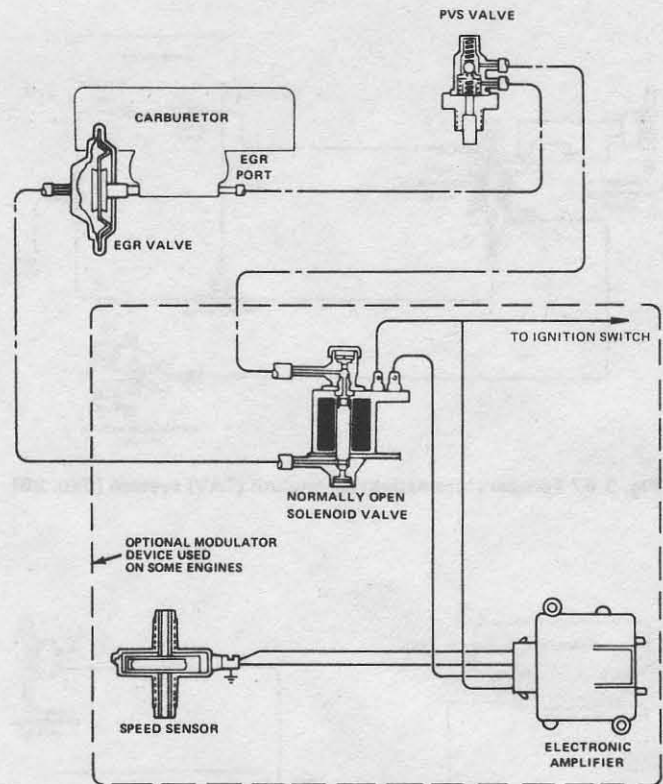 PVS VALVE
CARBURETOR
EGR
PORT
EGR VALVE
TO IGNITION SWITCH
NORMALLY OPEN
SOLENOID VALVE
OPTIONAL MODULATOR
DEVICE USED
ON SOME ENGINES
SPEED SENSOR
ELECTRONIC
AMPLIFIER